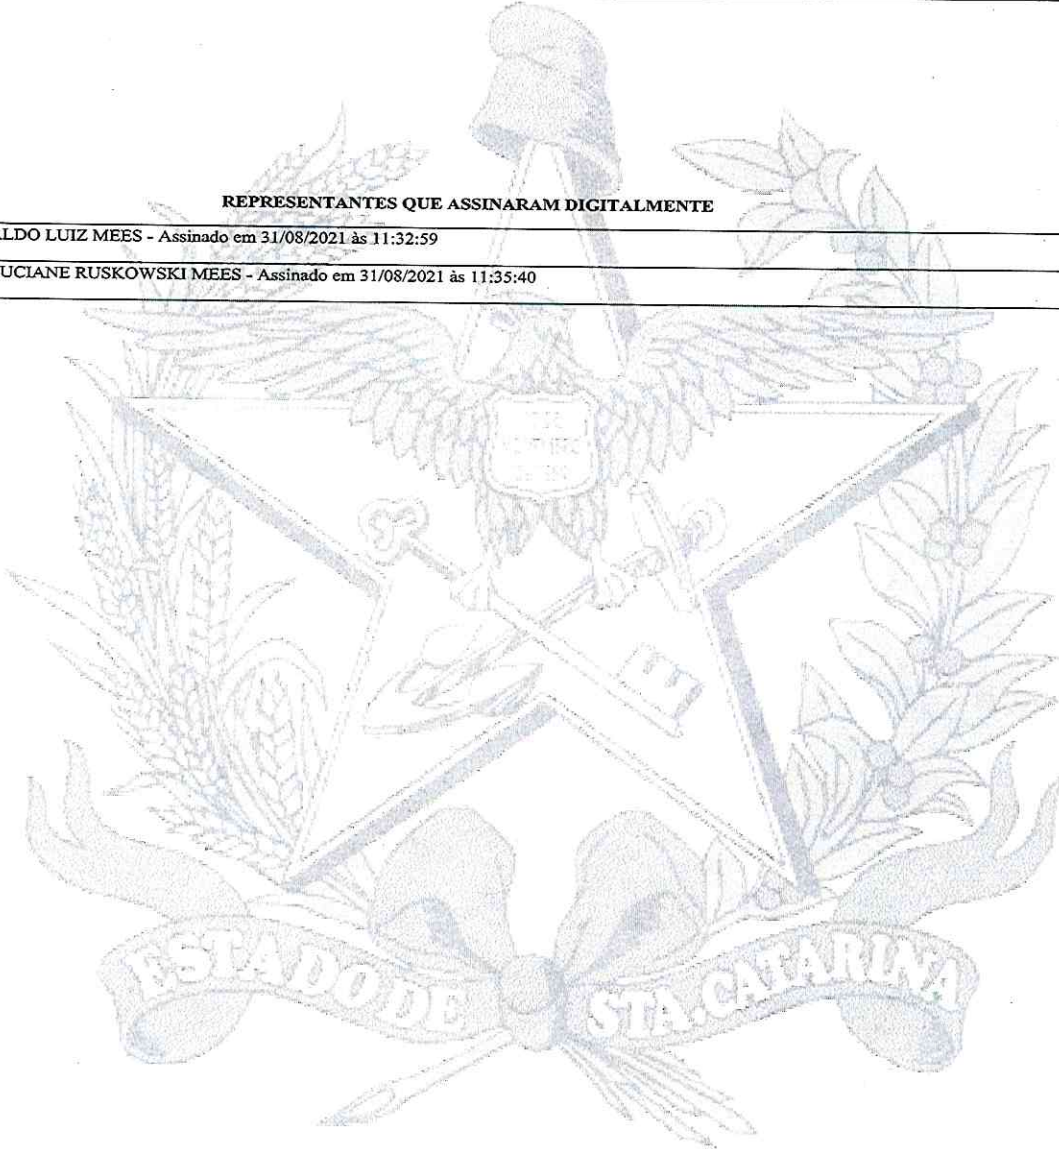 REPRESENTANTES QUE ASSINARAM DIGITALMENTE
LDO LUIZ MEES - Assinado em 31/08/2021 às 11:32:59
UCIANE RUSKOWSKI MEES - Assinado em 31/08/2021 às 11:35:40
ESTADO DE STA. CATARINA